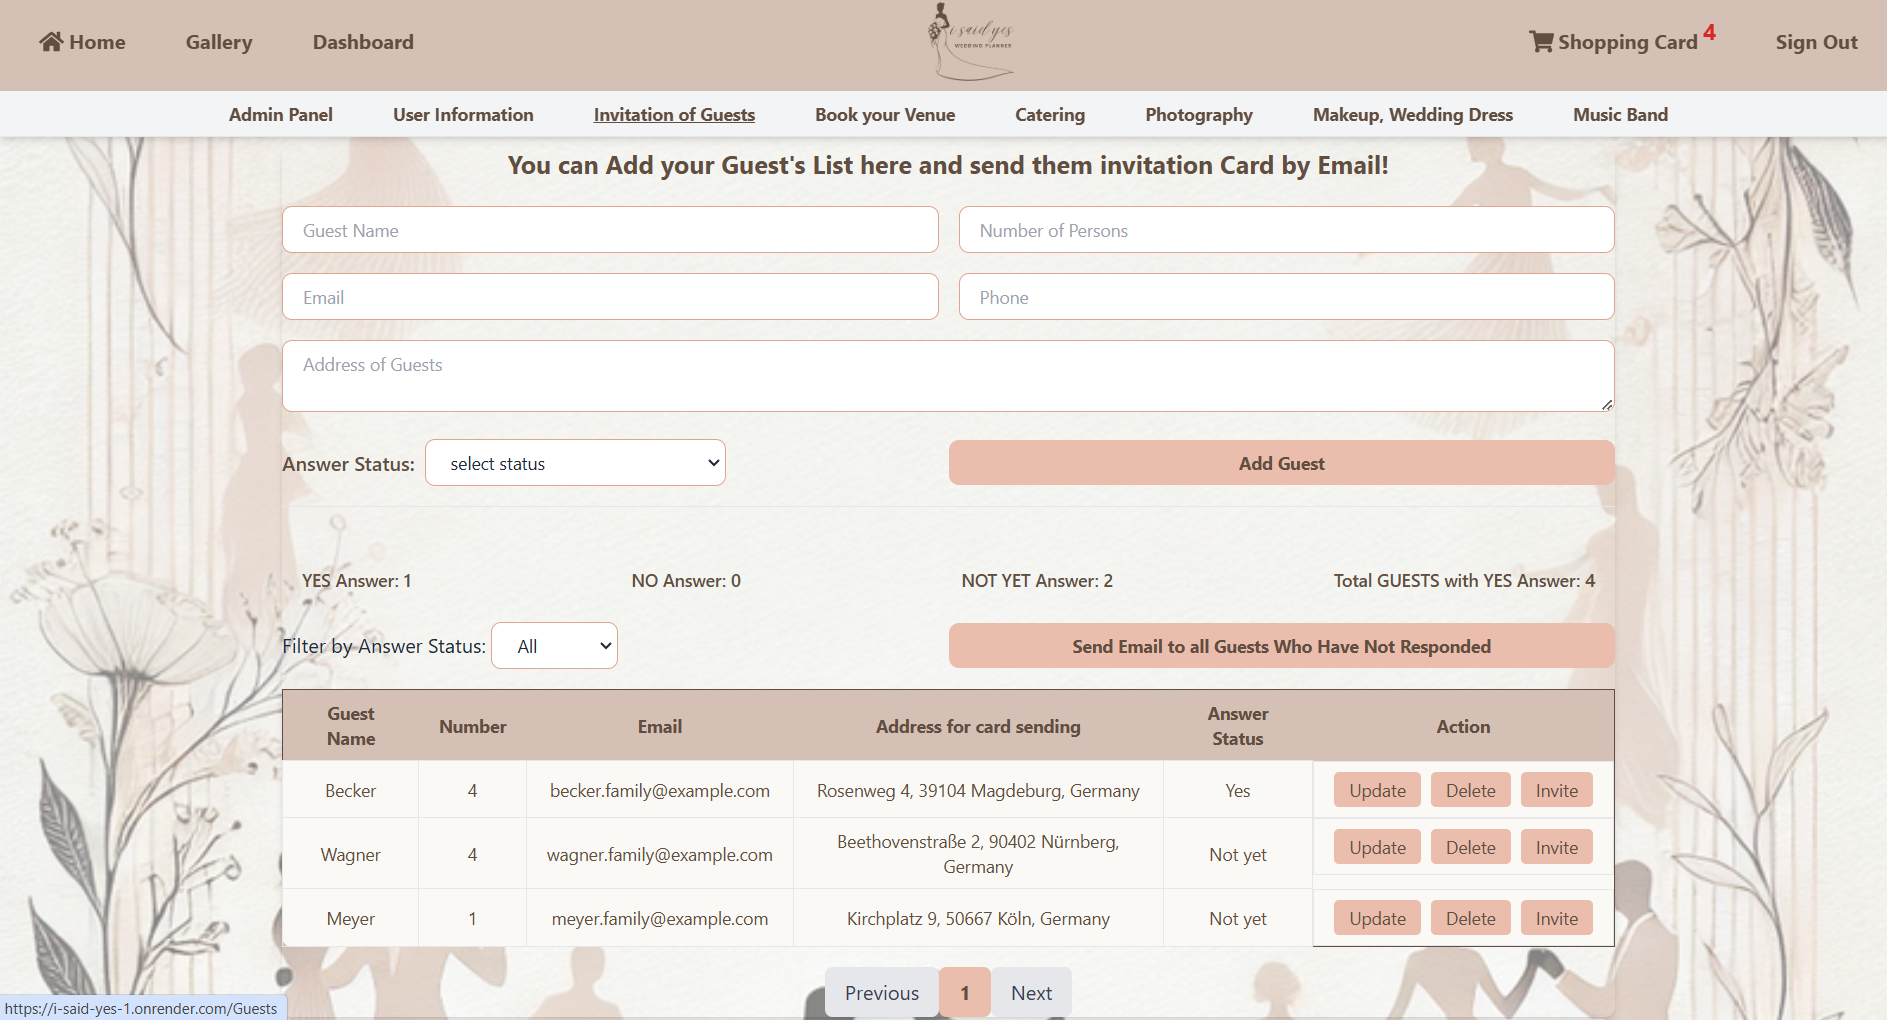 Home
Gallery
Dashboard
i said yes
WEDDING PLANNER
Shopping Card 4
Sign Out
Admin Panel
User Information
Invitation of Guests
Book your Venue
Catering
Photography
Makeup, Wedding Dress
Music Band
You can Add your Guest's List here and send them invitation Card by Email!
Guest Name
Number of Persons
Email
Phone
Address of Guests
Answer Status: select status
Add Guest
YES Answer: 1
NO Answer: 0
NOT YET Answer: 2
Total GUESTS with YES Answer: 4
Filter by Answer Status: All
Send Email to all Guests Who Have Not Responded
Guest
Name
Number
Email
Address for card sending
Answer
Status
Action
Becker
4
becker.family@example.com
Rosenweg 4, 39104 Magdeburg, Germany
Yes
Update
Delete
Invite
Wagner
4
wagner.family@example.com
Beethovenstraße 2, 90402 Nürnberg,
Germany
Not yet
Update
Delete
Invite
Meyer
1
meyer.family@example.com
Kirchplatz 9, 50667 Köln, Germany
Not yet
Update
Delete
Invite
Previous
1
Next
https://i-said-yes-1.onrender.com/Guests